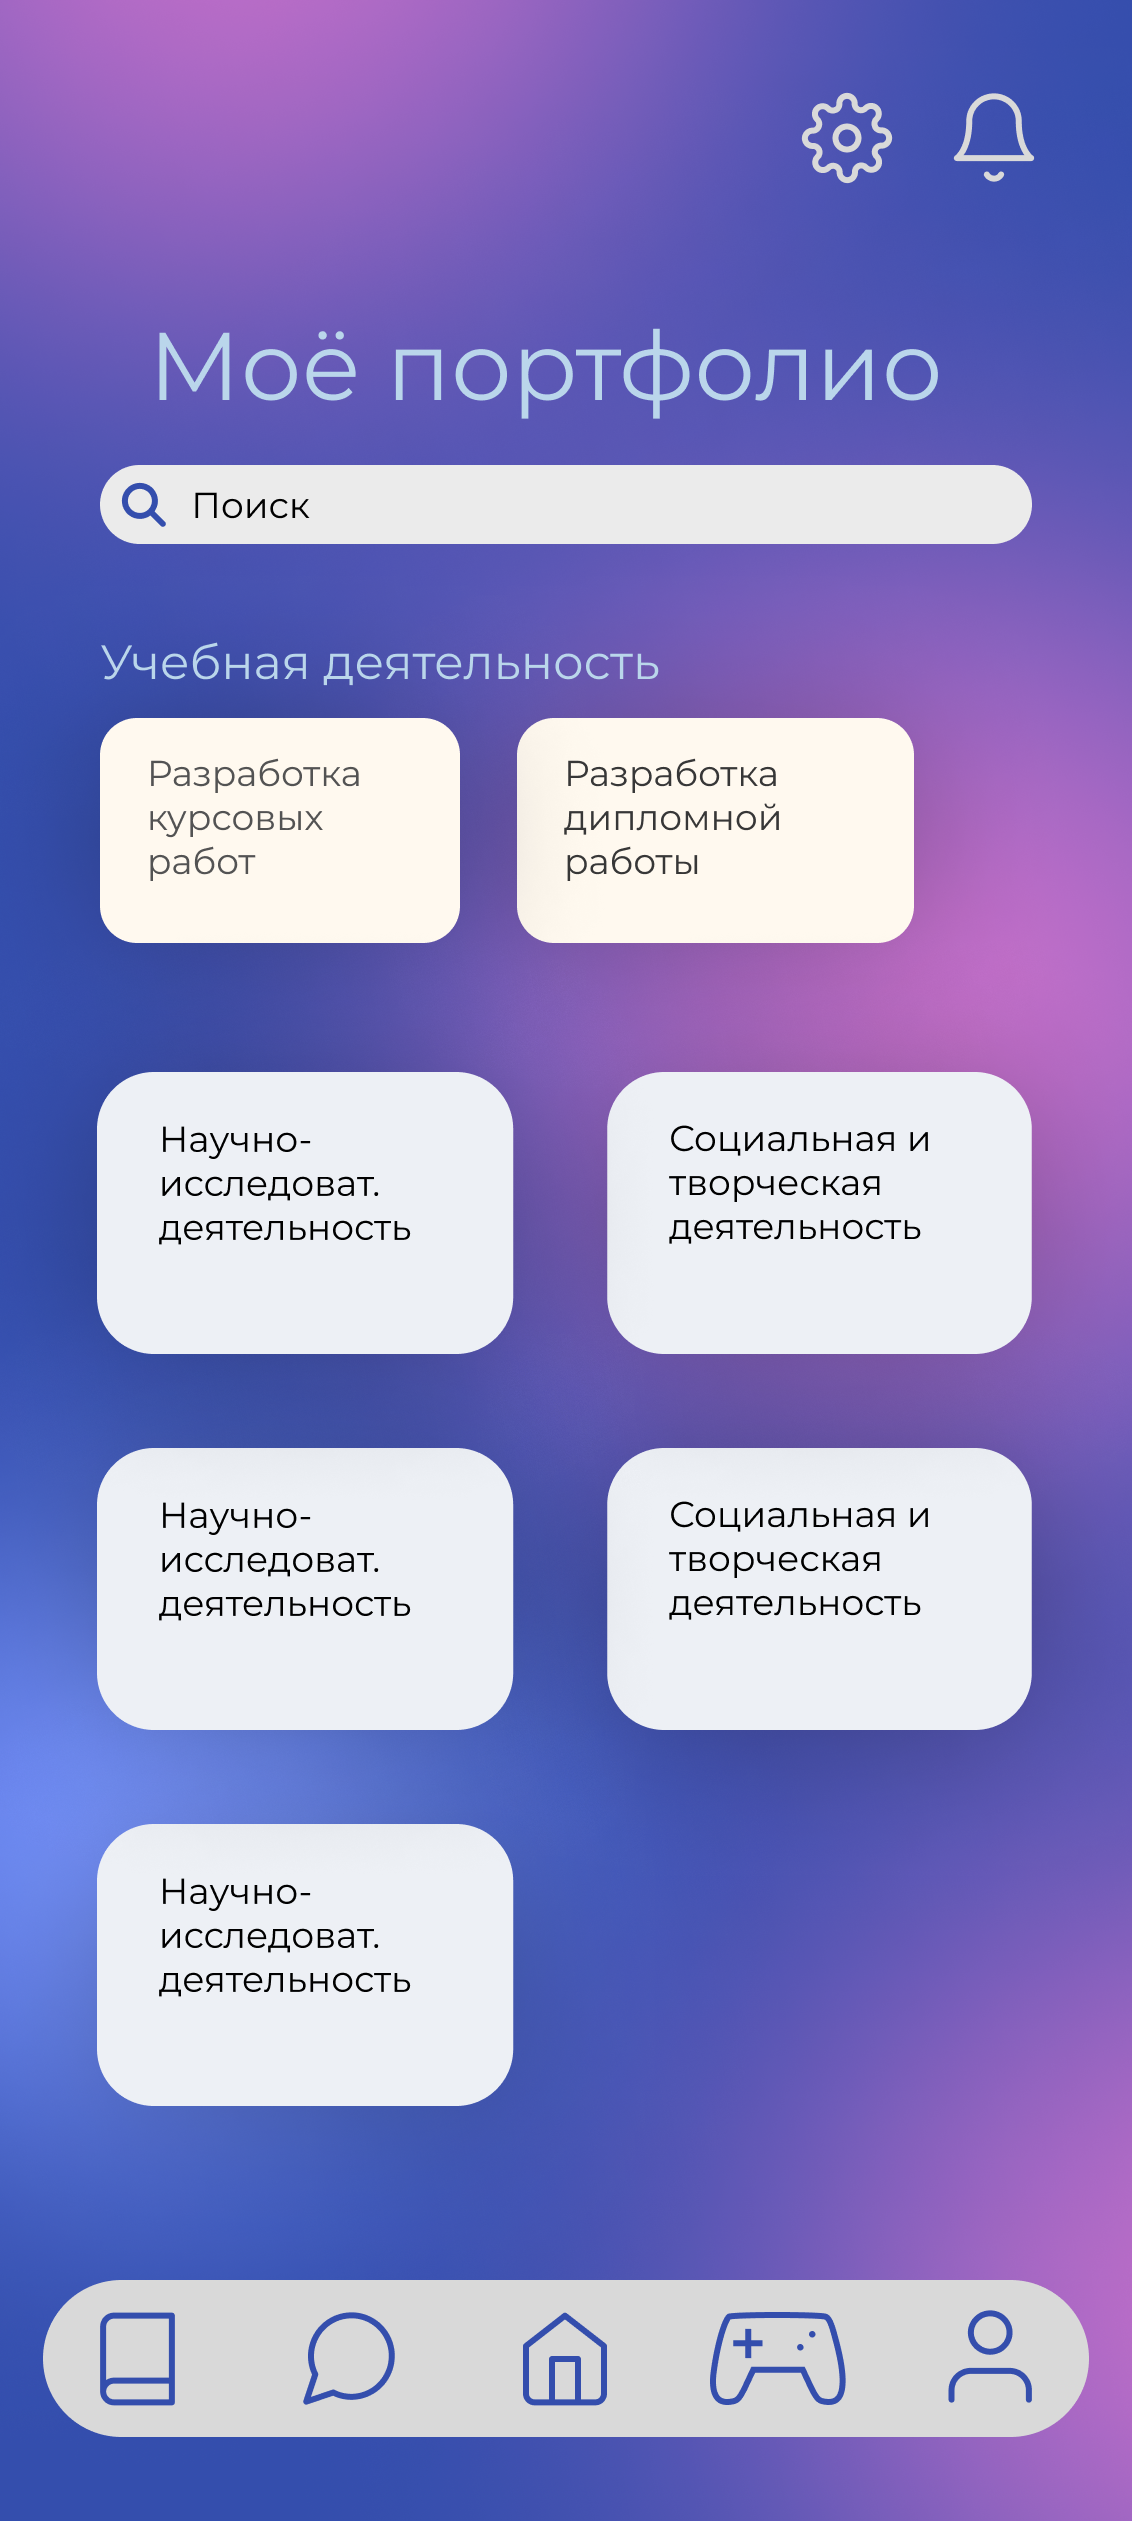 Моё портфолио
Поиск
Учебная деятельность
Разработка
курсовых
работ
Разработка
дипломной
работы
Научно-
исследоват.
деятельность
Социальная и
творческая
деятельность
Научно-
исследоват.
деятельность
Социальная и
творческая
деятельность
Научно-
исследоват.
деятельность